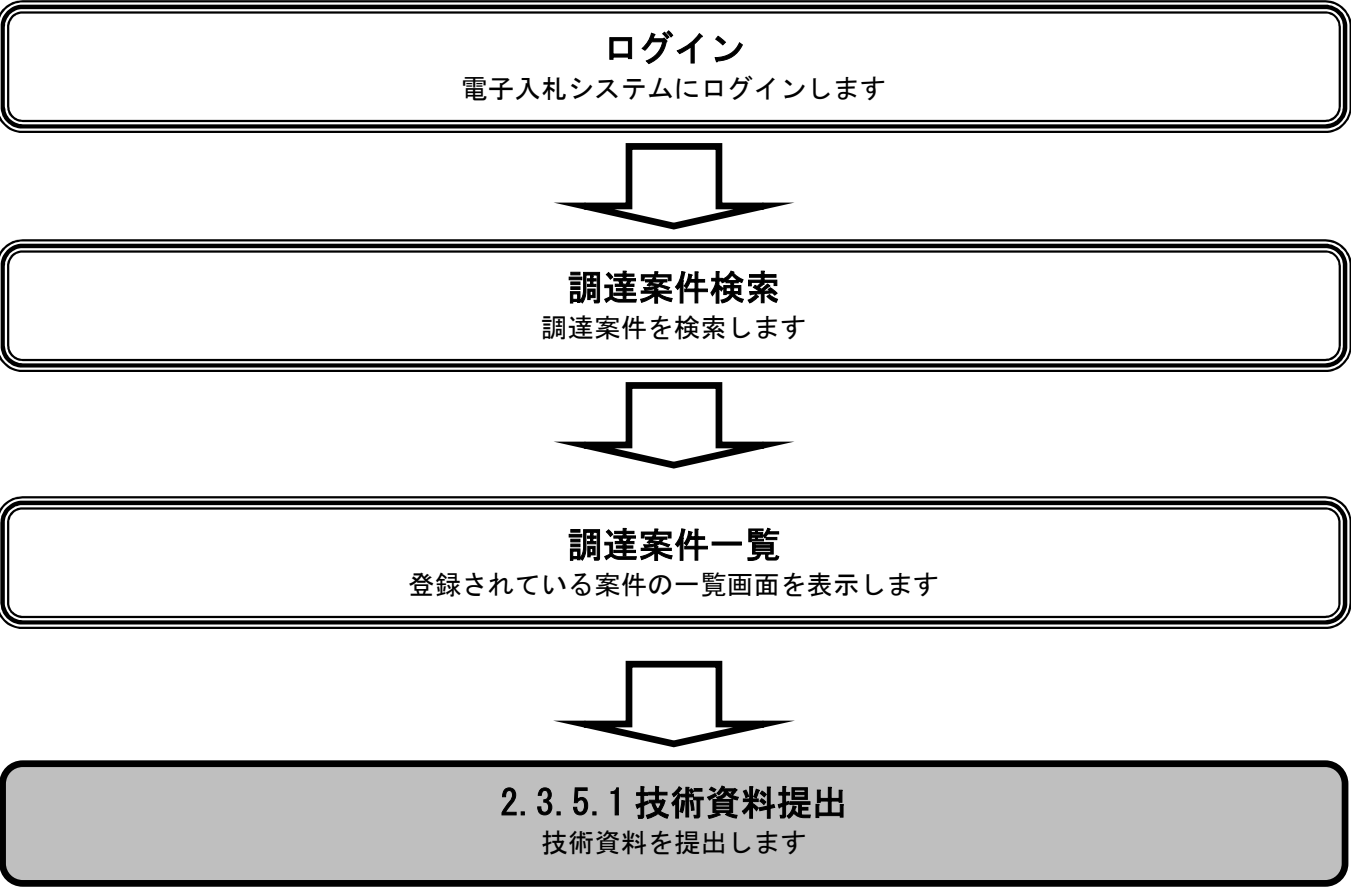 ログイン
電子入札システムにログインします
調達案件検索
調達案件を検索します
調達案件一覧
登録されている案件の一覧画面を表示します
2.3.5.1 技術資料提出
技術資料を提出します